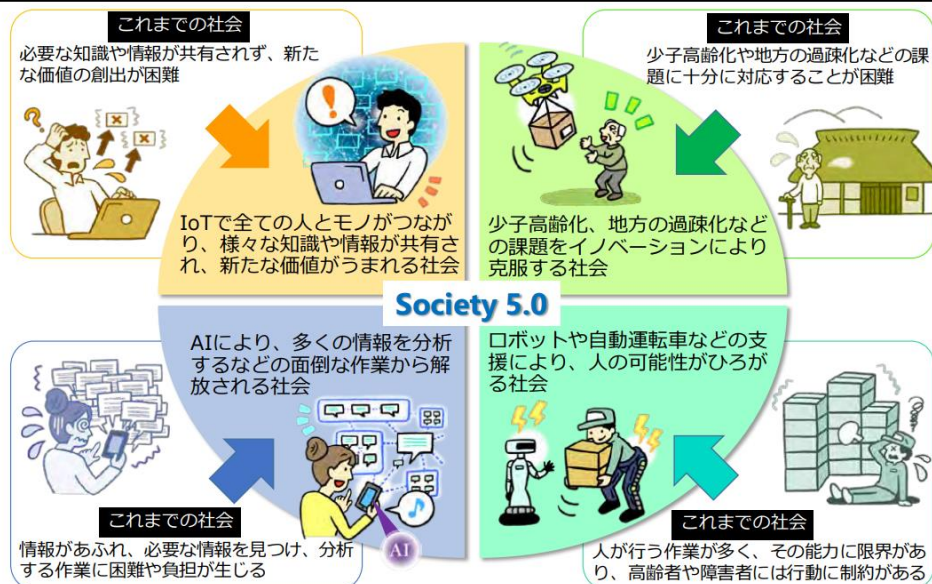 これまでの社会
必要な知識や情報が共有されず、新た
な価値の創出が困難
?
!
IoTで全ての人とモノがつなが
り、様々な知識や情報が共有さ
れ、新たな価値がうまれる社会
これまでの社会
少子高齢化や地方の過疎化などの課
題に十分に対応することが困難
少子高齢化、地方の過疎化など
の課題をイノベーションにより
克服する社会
Society 5.0
AIにより、多くの情報を分析
するなどの面倒な作業から解
放される社会
AI
これまでの社会
情報があふれ、必要な情報を見つけ、分析
する作業に困難や負担が生じる
ロボットや自動運転車などの支
援により、人の可能性がひろが
る社会
これまでの社会
人が行う作業が多く、その能力に限界があ
り、高齢者や障害者には行動に制約がある